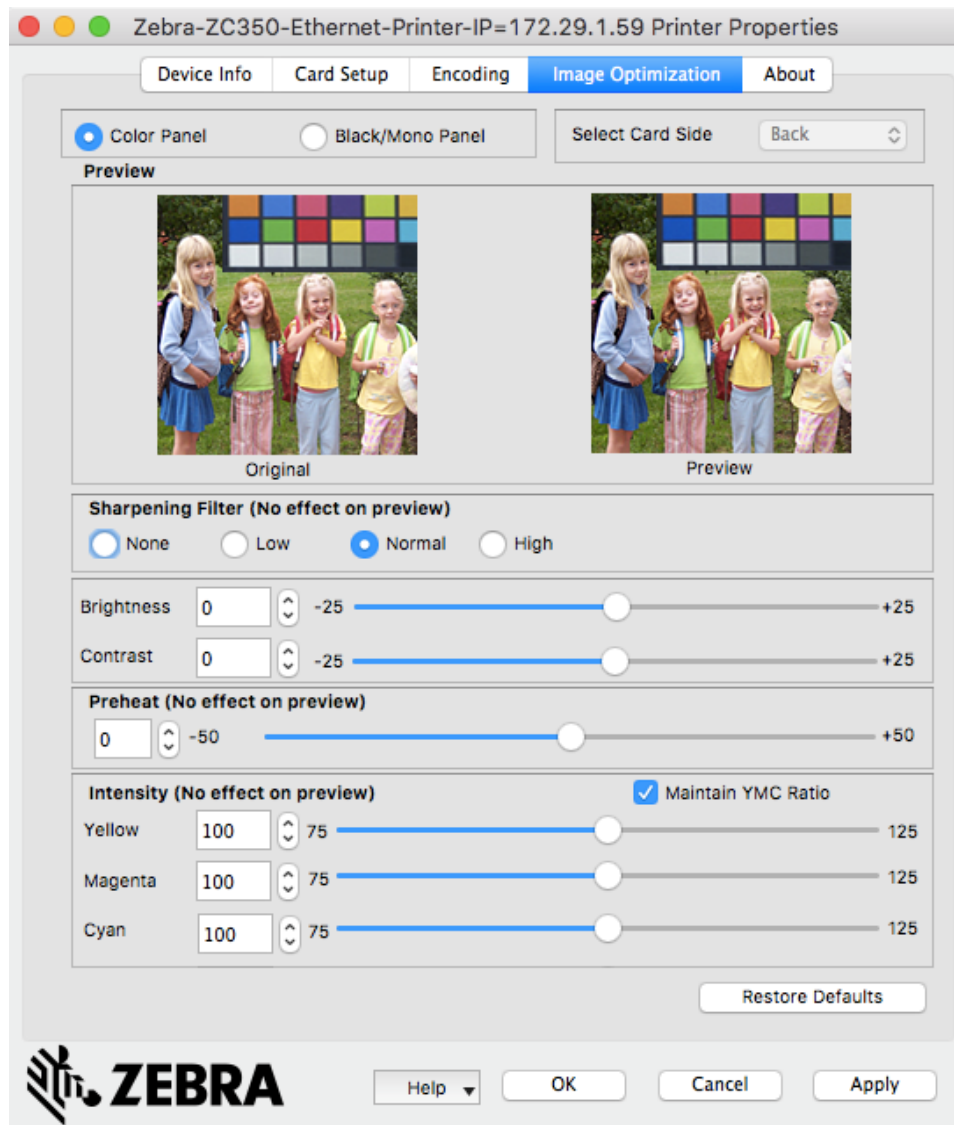 Zebra-ZC350-Ethernet-Printer-IP=172.29.1.59 Printer Properties
Device Info Card Setup Encoding Image Optimization About
Color Panel Black/Mono Panel Select Card Side Back
Preview
Original Preview
Sharpening Filter (No effect on preview)
None Low Normal High
Brightness 0 -25 +25
Contrast 0 -25 +25
Preheat (No effect on preview)
0 -50 +50
Intensity (No effect on preview) Maintain YMC Ratio
Yellow 100 75 125
Magenta 100 75 125
Cyan 100 75 125
Restore Defaults
ZEBRA Help OK Cancel Apply